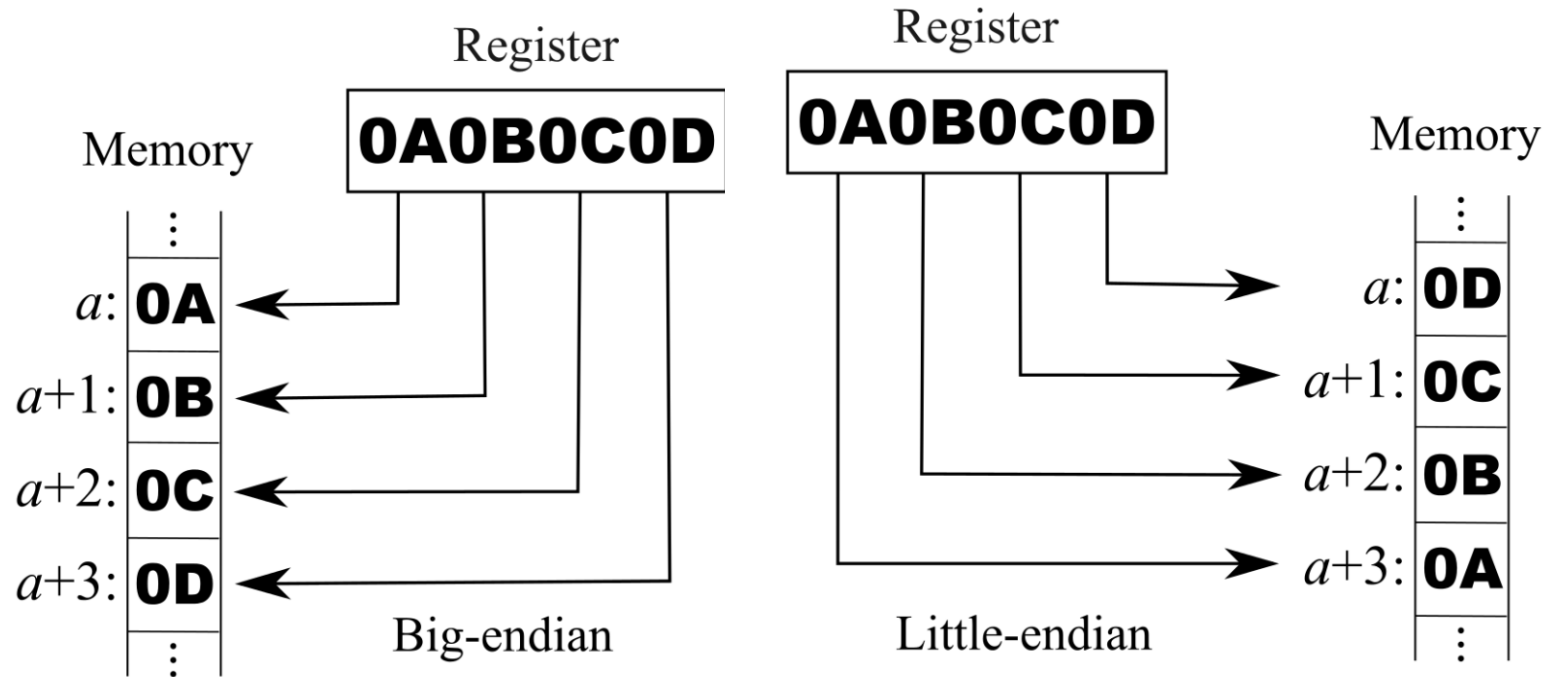 Register
0A0B0C0D
Memory
⋮
a: 0A
a+1: 0B
a+2: 0C
a+3: 0D
⋮
Big-endian
Register
0A0B0C0D
Memory
⋮
a: 0D
a+1: 0C
a+2: 0B
a+3: 0A
⋮
Little-endian